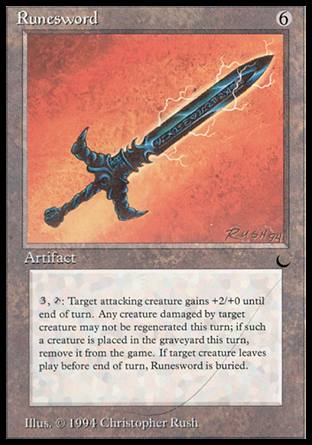 Runesword 6
RUSH 94
Artifact
3, T: Target attacking creature gains +2/+0 until
end of turn. Any creature damaged by target
creature may not be regenerated this turn; if such
a creature is placed in the graveyard this turn,
remove it from the game. If target creature leaves
play before end of turn, Runesword is buried.
Illus. © 1994 Christopher Rush